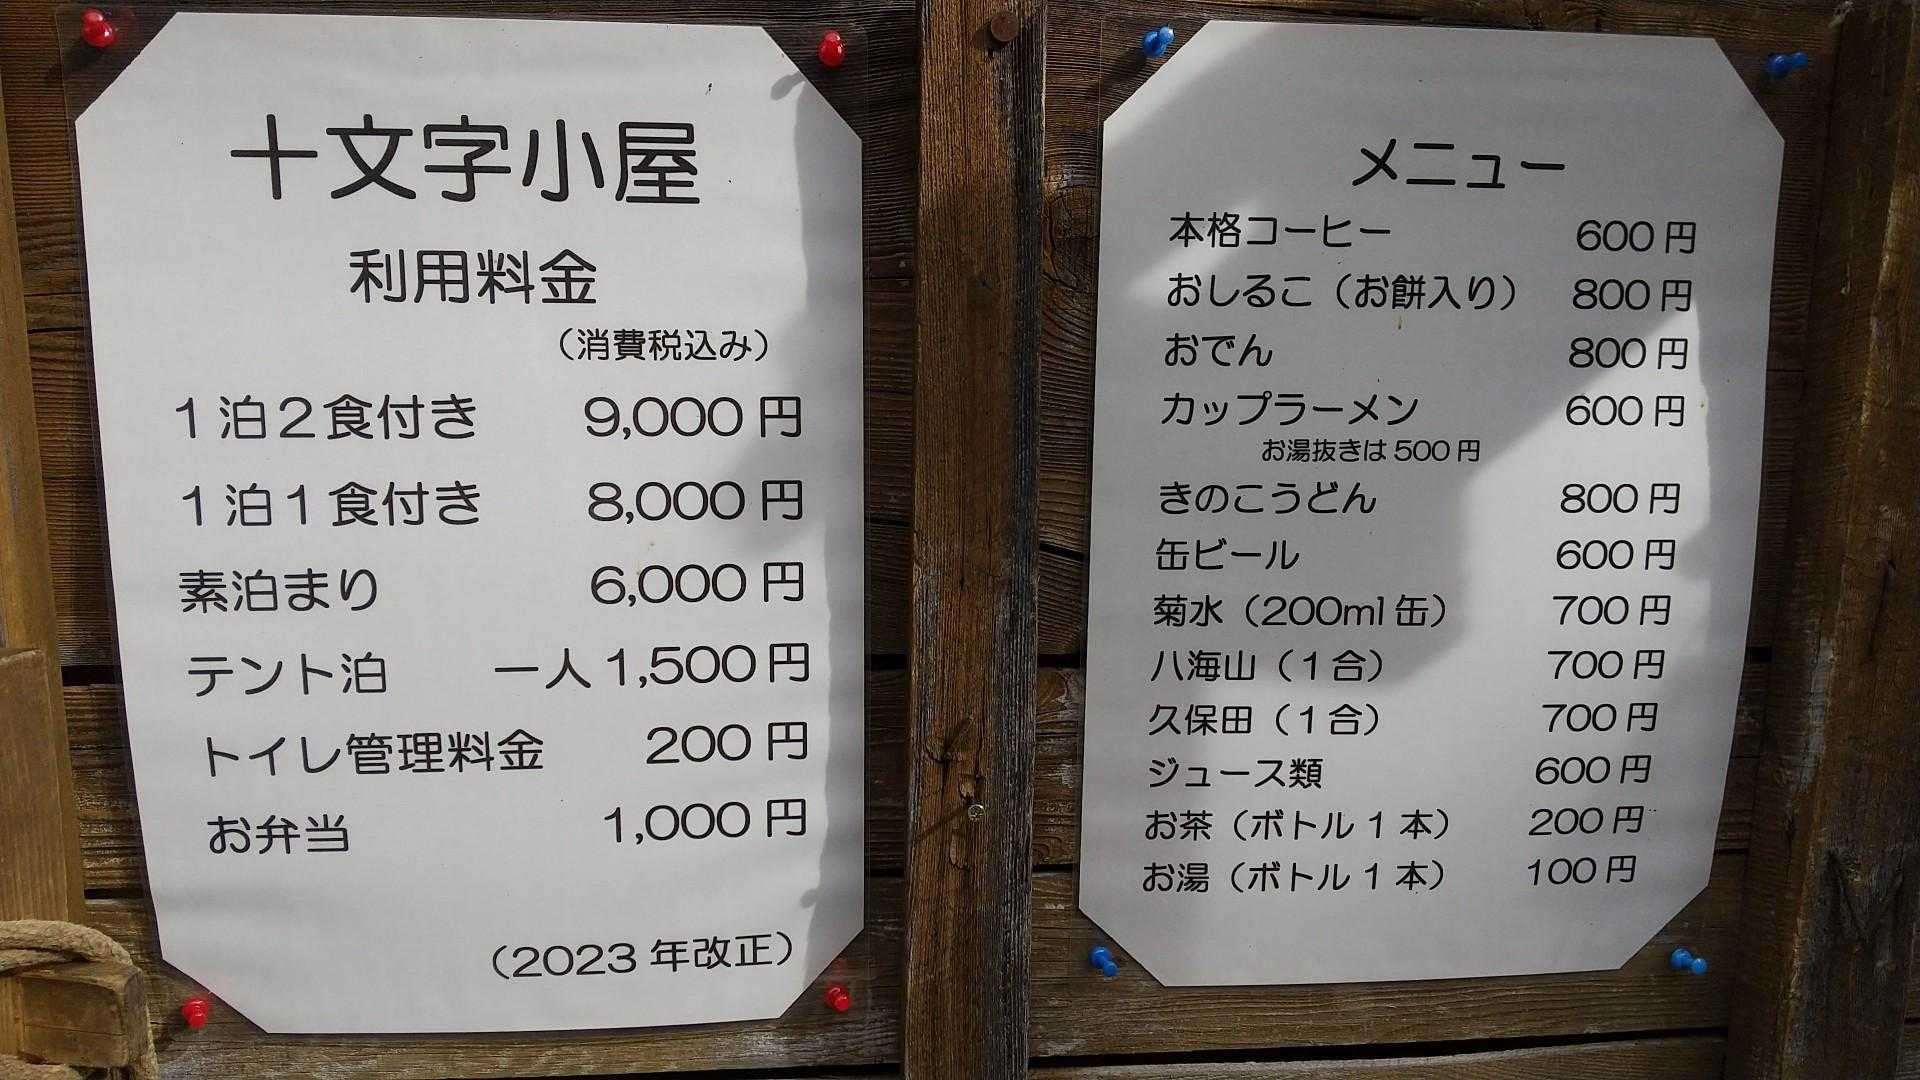 十文字小屋
利用料金
（消費税込み）
1泊2食付き 9,000円
1泊1食付き 8,000円
素泊まり 6,000円
テント泊 一人1,500円
トイレ管理料金 200円
お弁当 1,000円
（2023年改正）
メニュー
本格コーヒー 600円
おしるこ（お餅入り） 800円
おでん 800円
カップラーメン 600円
お湯抜きは500円
きのこうどん 800円
缶ビール 600円
菊水（200ml缶） 700円
八海山（1合） 700円
久保田（1合） 700円
ジュース類 600円
お茶（ボトル1本） 200円
お湯（ボトル1本） 100円